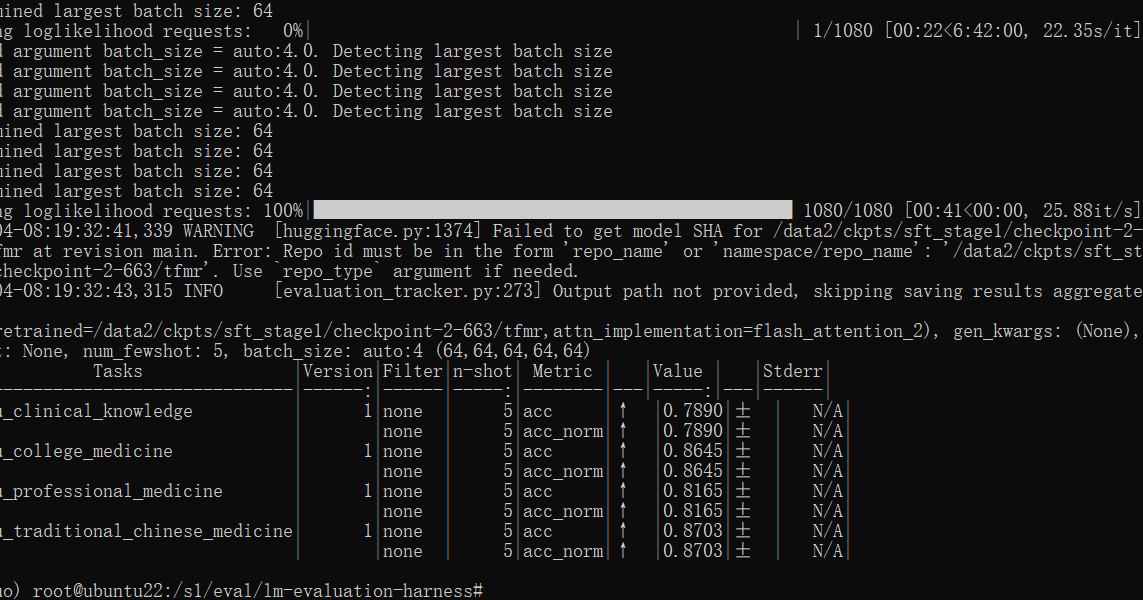 mined largest batch size: 64
ng loglikelihood requests:   0%| | 1/1080 [00:22<6:42:00, 22.35s/it]
d argument batch_size = auto:4.0. Detecting largest batch size
d argument batch_size = auto:4.0. Detecting largest batch size
d argument batch_size = auto:4.0. Detecting largest batch size
d argument batch_size = auto:4.0. Detecting largest batch size
mined largest batch size: 64
mined largest batch size: 64
mined largest batch size: 64
mined largest batch size: 64
ng loglikelihood requests: 100%| | 1080/1080 [00:41<00:00, 25.88it/s]
04-08:19:32:41,339 WARNING  [huggingface.py:1374] Failed to get model SHA for /data2/ckpts/sft_stage1/checkpoint-2-
fmr at revision main. Error: Repo id must be in the form 'repo_name' or 'namespace/repo_name': '/data2/ckpts/sft_st
checkpoint-2-663/tfmr'. Use `repo_type` argument if needed.
04-08:19:32:43,315 INFO     [evaluation_tracker.py:273] Output path not provided, skipping saving results aggregate
retrained=/data2/ckpts/sft_stage1/checkpoint-2-663/tfmr,attn_implementation=flash_attention_2), gen_kwargs: (None),
t: None, num_fewshot: 5, batch_size: auto:4 (64,64,64,64,64)
Tasks |Version|Filter|n-shot| Metric | |Value | |Stderr|
-----------------------------|------:|------|-----:|--------|---|-----:|---|------|
u_clinical_knowledge | 1|none | 5|acc |↑ |0.7890|± | N/A|
| |none | 5|acc_norm|↑ |0.7890|± | N/A|
u_college_medicine | 1|none | 5|acc |↑ |0.8645|± | N/A|
| |none | 5|acc_norm|↑ |0.8645|± | N/A|
u_professional_medicine | 1|none | 5|acc |↑ |0.8165|± | N/A|
| |none | 5|acc_norm|↑ |0.8165|± | N/A|
u_traditional_chinese_medicine| 1|none | 5|acc |↑ |0.8703|± | N/A|
| |none | 5|acc_norm|↑ |0.8703|± | N/A|
uo) root@ubuntu22:/sl/eval/lm-evaluation-harness#